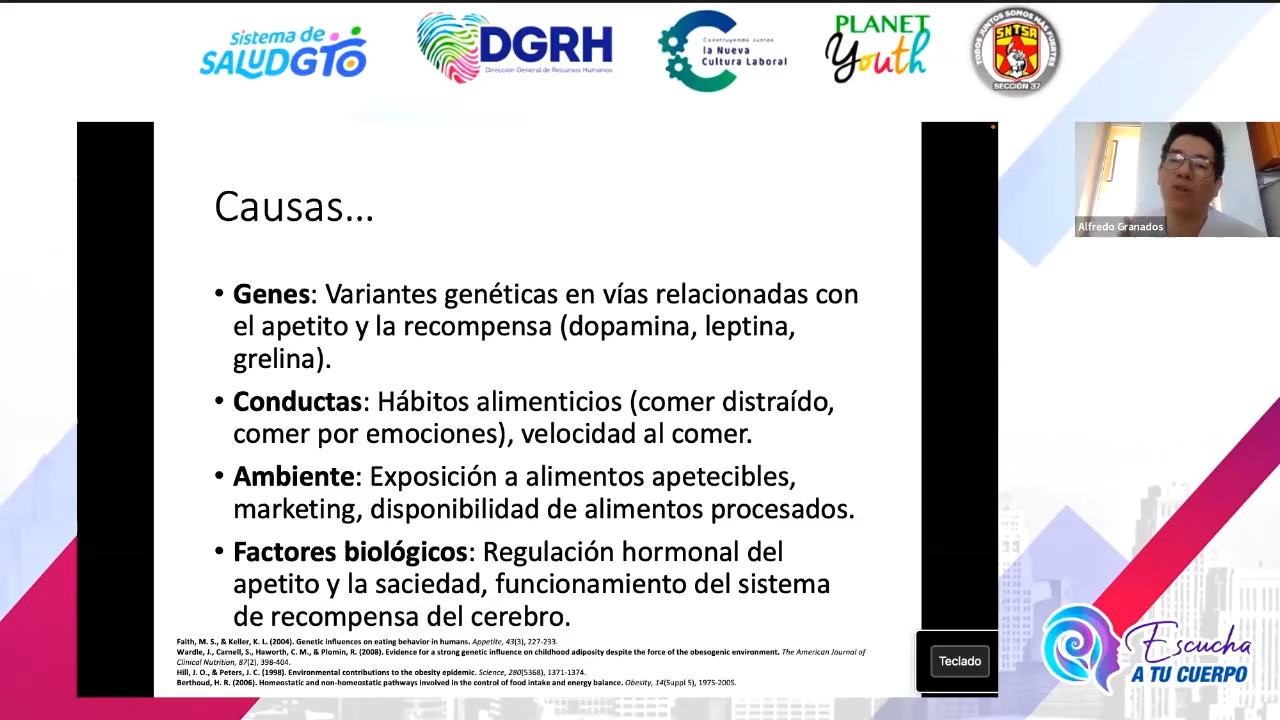 Sistema de
SALUDGTO
DGRH
Dirección General de Recursos Humanos
Construyendo Juntos
la Nueva
Cultura Laboral
PLANET
Youth
TODOS JUNTOS SOMOS MÁS FUERTES
SNTSA
SECCIÓN 37
Alfredo Granados
Causas...
• Genes: Variantes genéticas en vías relacionadas con
el apetito y la recompensa (dopamina, leptina,
grelina).
• Conductas: Hábitos alimenticios (comer distraído,
comer por emociones), velocidad al comer.
• Ambiente: Exposición a alimentos apetecibles,
marketing, disponibilidad de alimentos procesados.
• Factores biológicos: Regulación hormonal del
apetito y la saciedad, funcionamiento del sistema
de recompensa del cerebro.
Faith, M. S., & Keller, K. L. (2004). Genetic influences on eating behavior in humans. Appetite, 43(3), 227-233.
Wardle, J., Carnell, S., Haworth, C. M., & Plomin, R. (2008). Evidence for a strong genetic influence on childhood adiposity despite the force of the obesogenic environment. The American Journal of
Clinical Nutrition, 87(2), 398-404.
Hill, J. O., & Peters, J. C. (1998). Environmental contributions to the obesity epidemic. Science, 280(5368), 1371-1374.
Berthoud, H. R. (2006). Homeostatic and non-homeostatic pathways involved in the control of food intake and energy balance. Obesity, 14(Suppl 5), 197S-200S.
Teclado
Escucha
A TU CUERPO